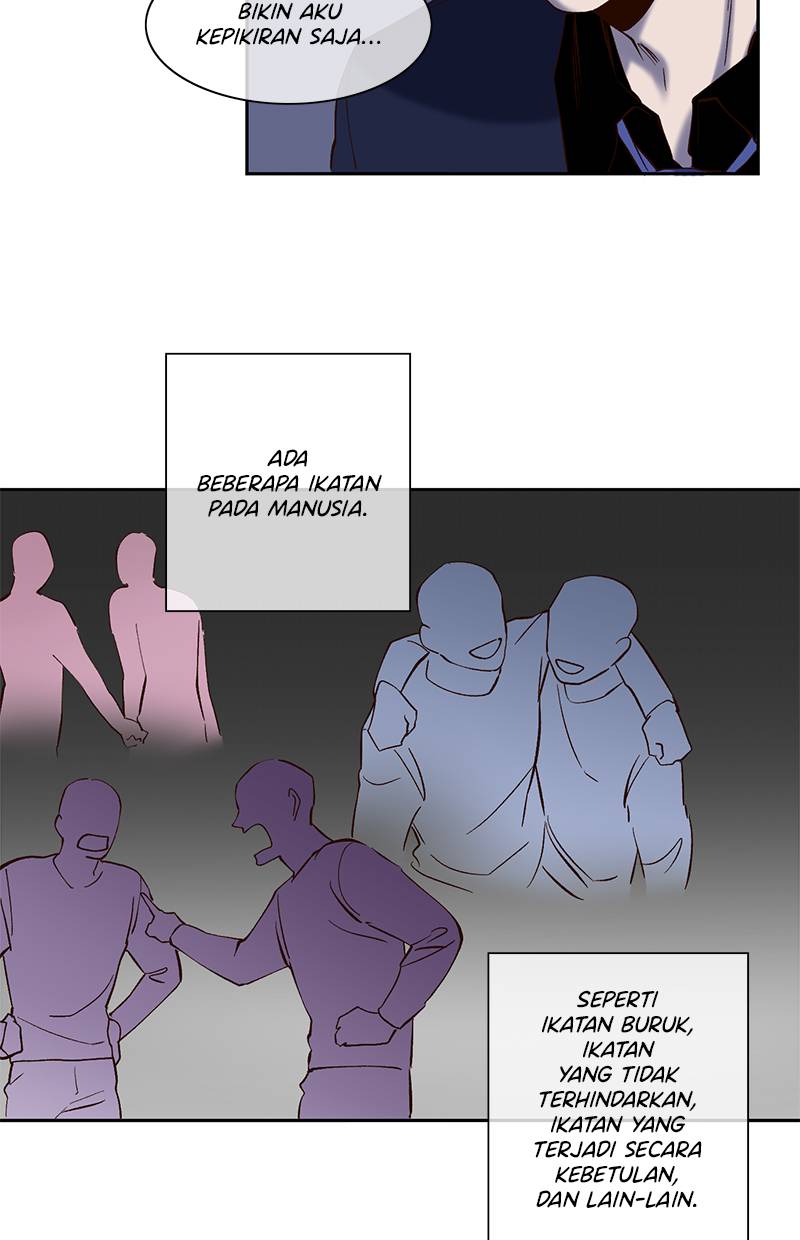 BIKIN AKU
KEPIKIRAN SAJA...
ADA
BEBERAPA IKATAN
PADA MANUSIA.
SEPERTI
IKATAN BURUK,
IKATAN
YANG TIDAK
TERHINDARKAN,
IKATAN YANG
TERJADI SECARA
KEBETULAN,
DAN LAIN-LAIN.